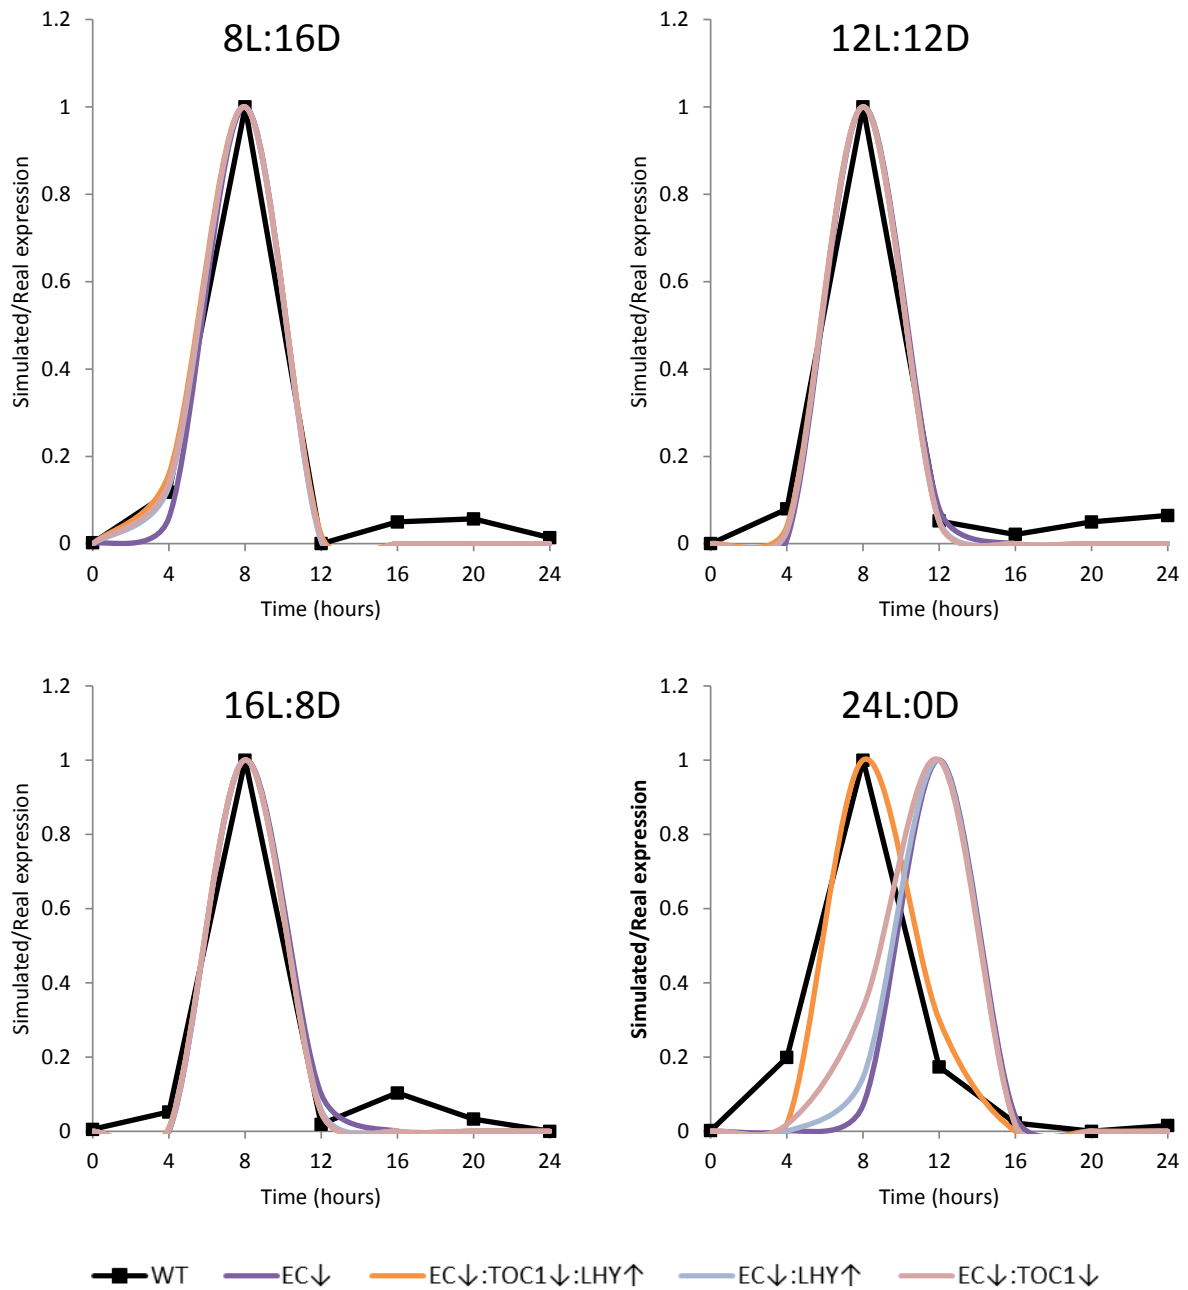 8L:16D
1.2
1
0.8
0.6
0.4
0.2
0
Simulated/Real expression
0 4 8 12 16 20 24
Time (hours)
12L:12D
1.2
1
0.8
0.6
0.4
0.2
0
Simulated/Real expression
0 4 8 12 16 20 24
Time (hours)
16L:8D
1.2
1
0.8
0.6
0.4
0.2
0
Simulated/Real expression
0 4 8 12 16 20 24
Time (hours)
24L:0D
1.2
1
0.8
0.6
0.4
0.2
0
Simulated/Real expression
0 4 8 12 16 20 24
Time (hours)
WT EC↓ EC↓:TOC1↓:LHY↑ EC↓:LHY↑ EC↓:TOC1↓